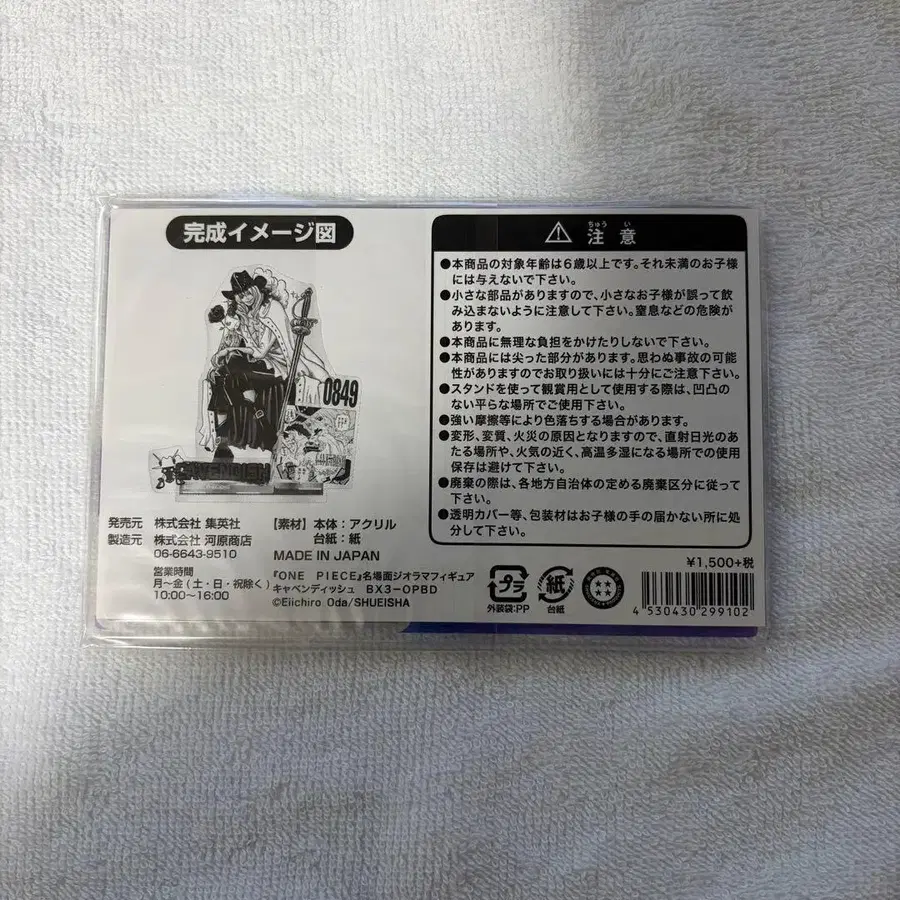 完成イメージ図
0849
発売元 株式会社 集英社
製造元 株式会社 河原商店
06-6643-9510
営業時間
月〜金(土・日・祝除く)
10:00〜16:00
【素材】本体：アクリル
台紙：紙
MADE IN JAPAN
『ONE PIECE』名場面ジオラマフィギュア
キャベンディッシュ BX3-OPBD
©Eiichiro Oda/SHUEISHA
ちゅう い
注 意
●本商品の対象年齢は6歳以上です。それ未満のお子様
には与えないで下さい。
●小さな部品がありますので、小さなお子様が誤って飲
み込まないように注意して下さい。窒息などの危険が
あります。
●本商品に無理な負担をかけたりしないで下さい。
●本商品には尖った部分があります。思わぬ事故の可能
性がありますのでお取り扱いには十分にご注意下さい。
●スタンドを使って観賞用として使用する際は、凹凸の
ない平らな場所でご使用下さい。
●強い摩擦等により色落ちする場合があります。
●変形、変質、火災の原因となりますので、直射日光のあ
たる場所や、火気の近く、高温多湿になる場所での使用
保存は避けて下さい。
●廃棄の際は、各地方自治体の定める廃棄区分に従って
下さい。
●透明カバー等、包装材はお子様の手の届かない所に処
分して下さい。
¥1,500+税
プラ
外装袋:PP
紙
台紙
4 530430 299102